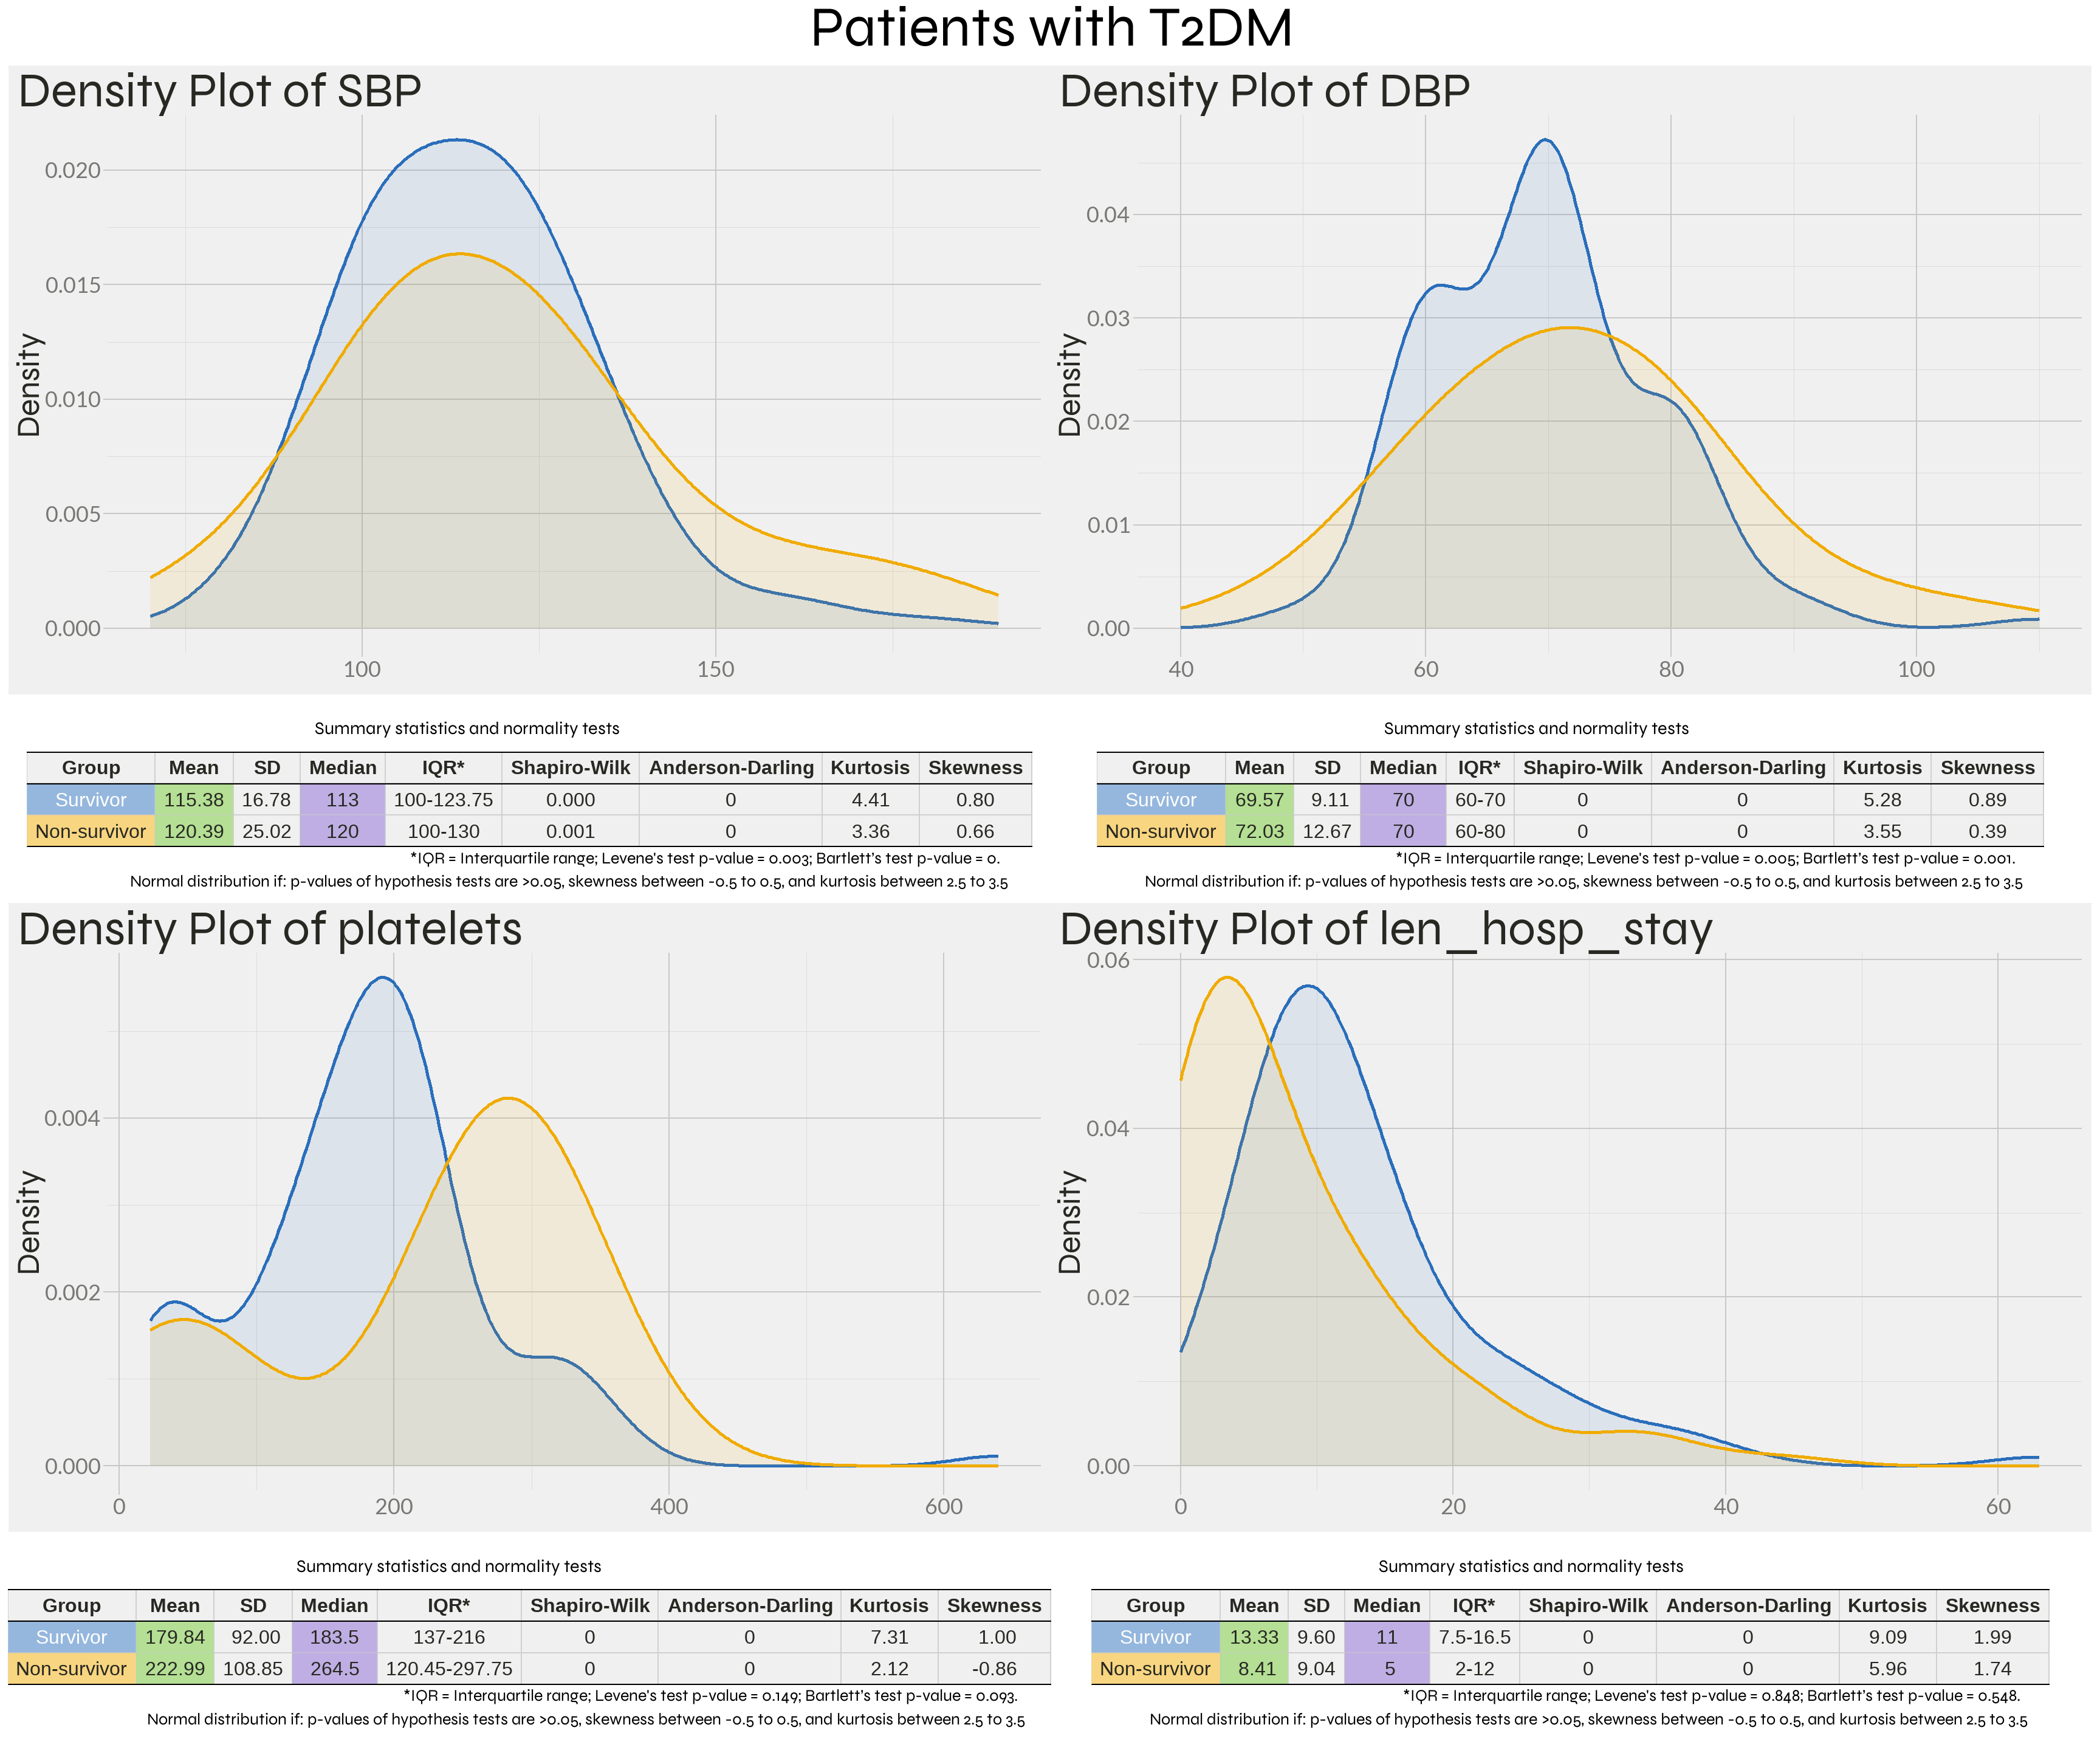 Patients with T2DM
Density Plot of SBP
0.020
0.015
0.010
0.005
0.000
Density
100 150
Summary statistics and normality tests
Group Mean SD Median IQR* Shapiro-Wilk Anderson-Darling Kurtosis Skewness
Survivor 115.38 16.78 113 100-123.75 0.000 0 4.41 0.80
Non-survivor 120.39 25.02 120 100-130 0.001 0 3.36 0.66
*IQR = Interquartile range; Levene's test p-value = 0.003; Bartlett's test p-value = 0.
Normal distribution if: p-values of hypothesis tests are >0.05, skewness between -0.5 to 0.5, and kurtosis between 2.5 to 3.5
Density Plot of DBP
0.04
0.03
0.02
0.01
0.00
Density
40 60 80 100
Summary statistics and normality tests
Group Mean SD Median IQR* Shapiro-Wilk Anderson-Darling Kurtosis Skewness
Survivor 69.57 9.11 70 60-70 0 0 5.28 0.89
Non-survivor 72.03 12.67 70 60-80 0 0 3.55 0.39
*IQR = Interquartile range; Levene's test p-value = 0.005; Bartlett's test p-value = 0.001.
Normal distribution if: p-values of hypothesis tests are >0.05, skewness between -0.5 to 0.5, and kurtosis between 2.5 to 3.5
Density Plot of platelets
0.004
0.002
0.000
Density
0 200 400 600
Summary statistics and normality tests
Group Mean SD Median IQR* Shapiro-Wilk Anderson-Darling Kurtosis Skewness
Survivor 179.84 92.00 183.5 137-216 0 0 7.31 1.00
Non-survivor 222.99 108.85 264.5 120.45-297.75 0 0 2.12 -0.86
*IQR = Interquartile range; Levene's test p-value = 0.149; Bartlett's test p-value = 0.093.
Normal distribution if: p-values of hypothesis tests are >0.05, skewness between -0.5 to 0.5, and kurtosis between 2.5 to 3.5
Density Plot of len_hosp_stay
0.06
0.04
0.02
0.00
Density
0 20 40 60
Summary statistics and normality tests
Group Mean SD Median IQR* Shapiro-Wilk Anderson-Darling Kurtosis Skewness
Survivor 13.33 9.60 11 7.5-16.5 0 0 9.09 1.99
Non-survivor 8.41 9.04 5 2-12 0 0 5.96 1.74
*IQR = Interquartile range; Levene's test p-value = 0.848; Bartlett's test p-value = 0.548.
Normal distribution if: p-values of hypothesis tests are >0.05, skewness between -0.5 to 0.5, and kurtosis between 2.5 to 3.5